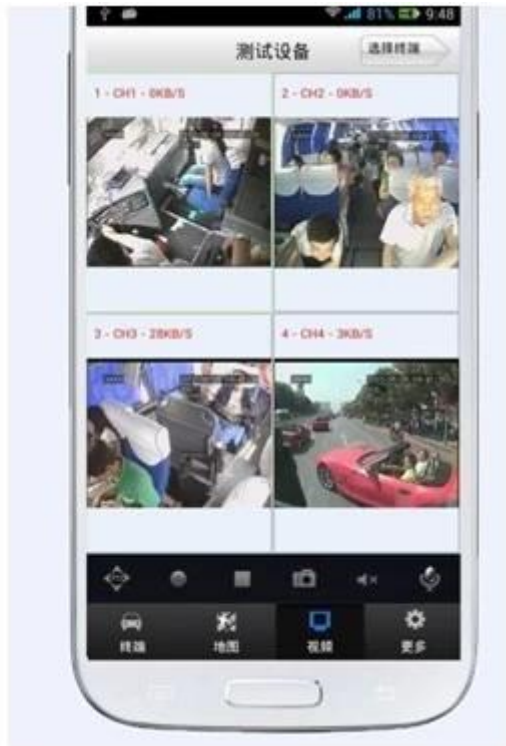 81% 9:48
测试设备
选择终端
1 - CH1 - 0KB/S
2 - CH2 - 0KB/S
3 - CH3 - 28KB/S
4 - CH4 - 3KB/S
终端
地图
视频
更多